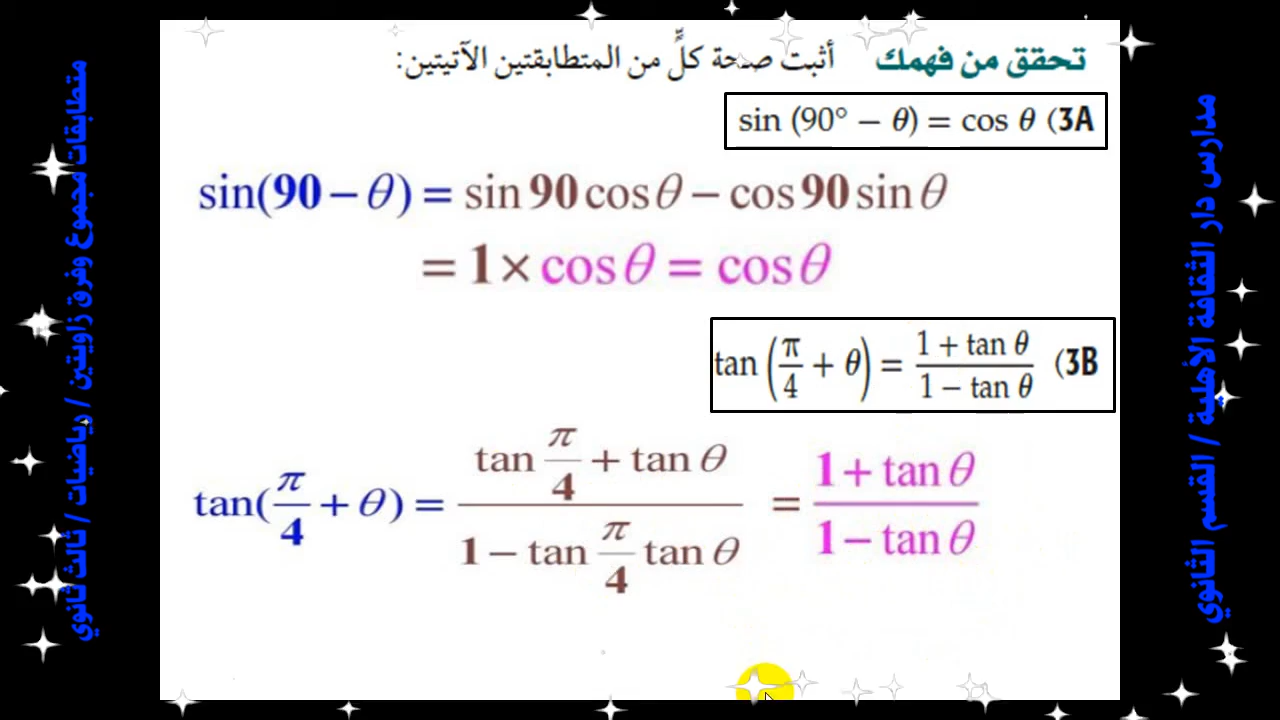 تحقق من فهمك أثبت صحة كلٍّ من المتطابقتين الآتيتين:
sin (90° − θ) = cos θ (3A
sin(90 − θ) = sin 90 cos θ − cos 90 sin θ
= 1 × cos θ = cos θ
tan (π/4 + θ) = (1 + tan θ)/(1 − tan θ) (3B
tan(π/4 + θ) = (tan π/4 + tan θ)/(1 − tan π/4 tan θ) = (1 + tan θ)/(1 − tan θ)
مدارس دار الثقافة الأهلية / القسم الثانوي
متطابقات مجموع وفرق زاويتين / رياضيات / ثالث ثانوي